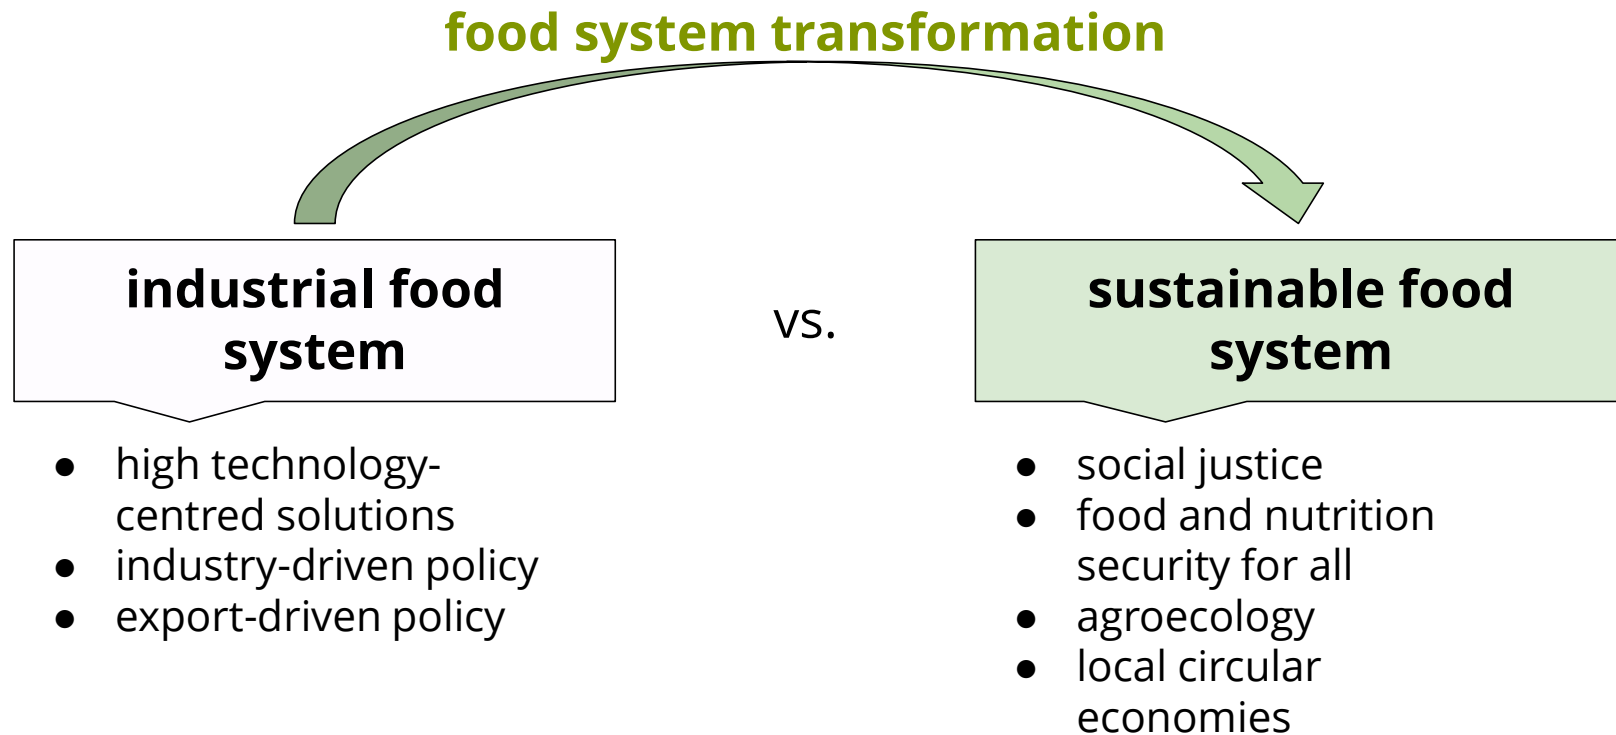 food system transformation
industrial food
system
vs.
sustainable food
system
● high technology-
centred solutions
● industry-driven policy
● export-driven policy
● social justice
● food and nutrition
security for all
● agroecology
● local circular
economies